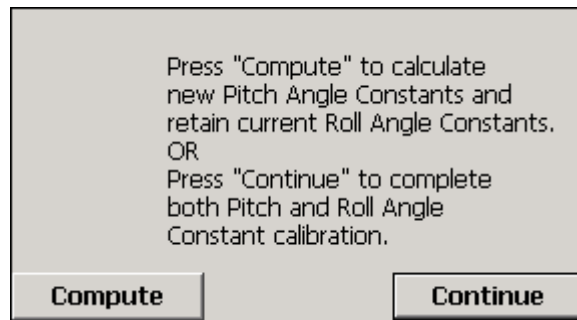 Press "Compute" to calculate
new Pitch Angle Constants and
retain current Roll Angle Constants.
OR
Press "Continue" to complete
both Pitch and Roll Angle
Constant calibration.
Compute
Continue